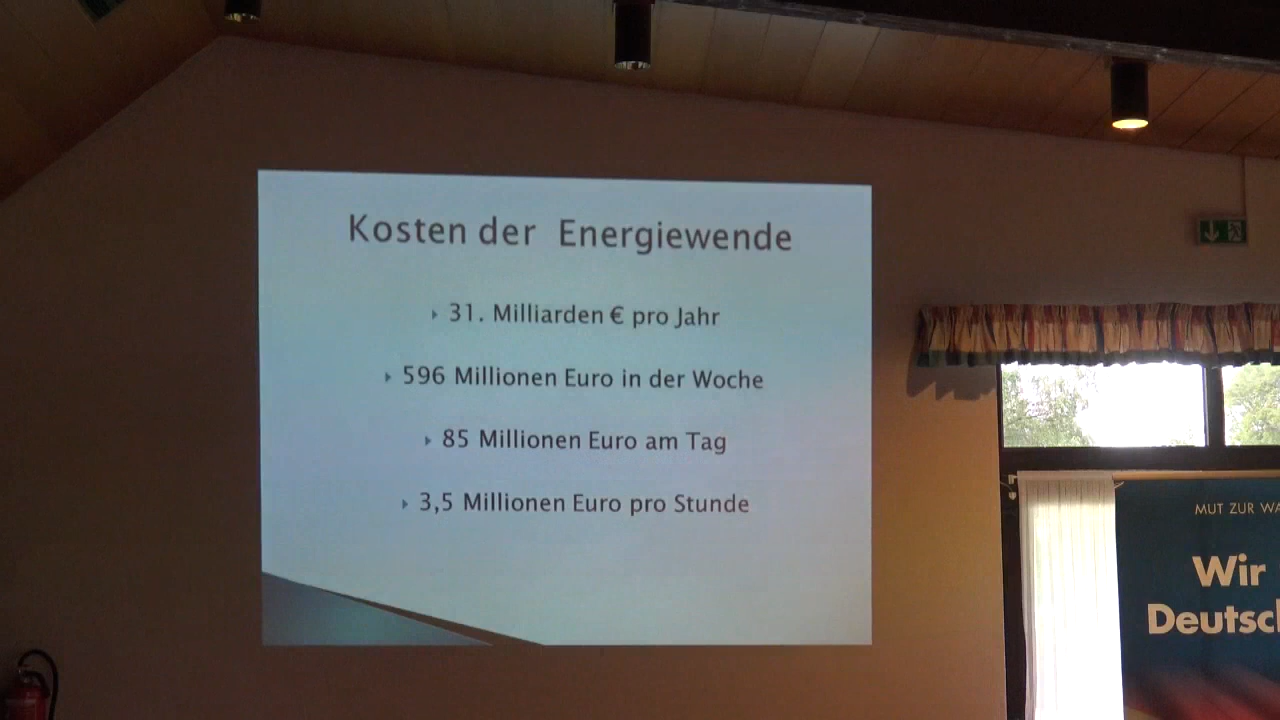 Kosten der Energiewende
31. Milliarden € pro Jahr
596 Millionen Euro in der Woche
85 Millionen Euro am Tag
3,5 Millionen Euro pro Stunde
MUT ZUR WA
Wir
Deutsch